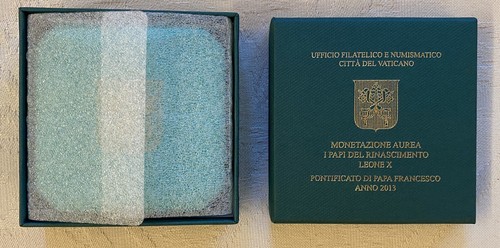 UFFICIO FILATELICO E NUMISMATICO
CITTÀ DEL VATICANO
MONETAZIONE AUREA
I PAPI DEL RINASCIMENTO
LEONE X
PONTIFICATO DI PAPA FRANCESCO
ANNO 2013